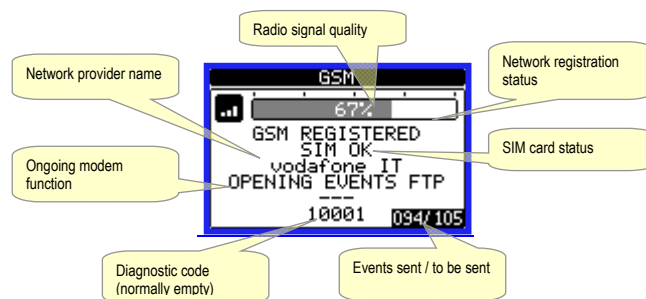 Radio signal quality
Network provider name
Network registration
status
GSM
67%
GSM REGISTERED
SIM OK
vodafone IT
OPENING EVENTS FTP
---
10001
094/105
Ongoing modem
function
SIM card status
Diagnostic code
(normally empty)
Events sent / to be sent